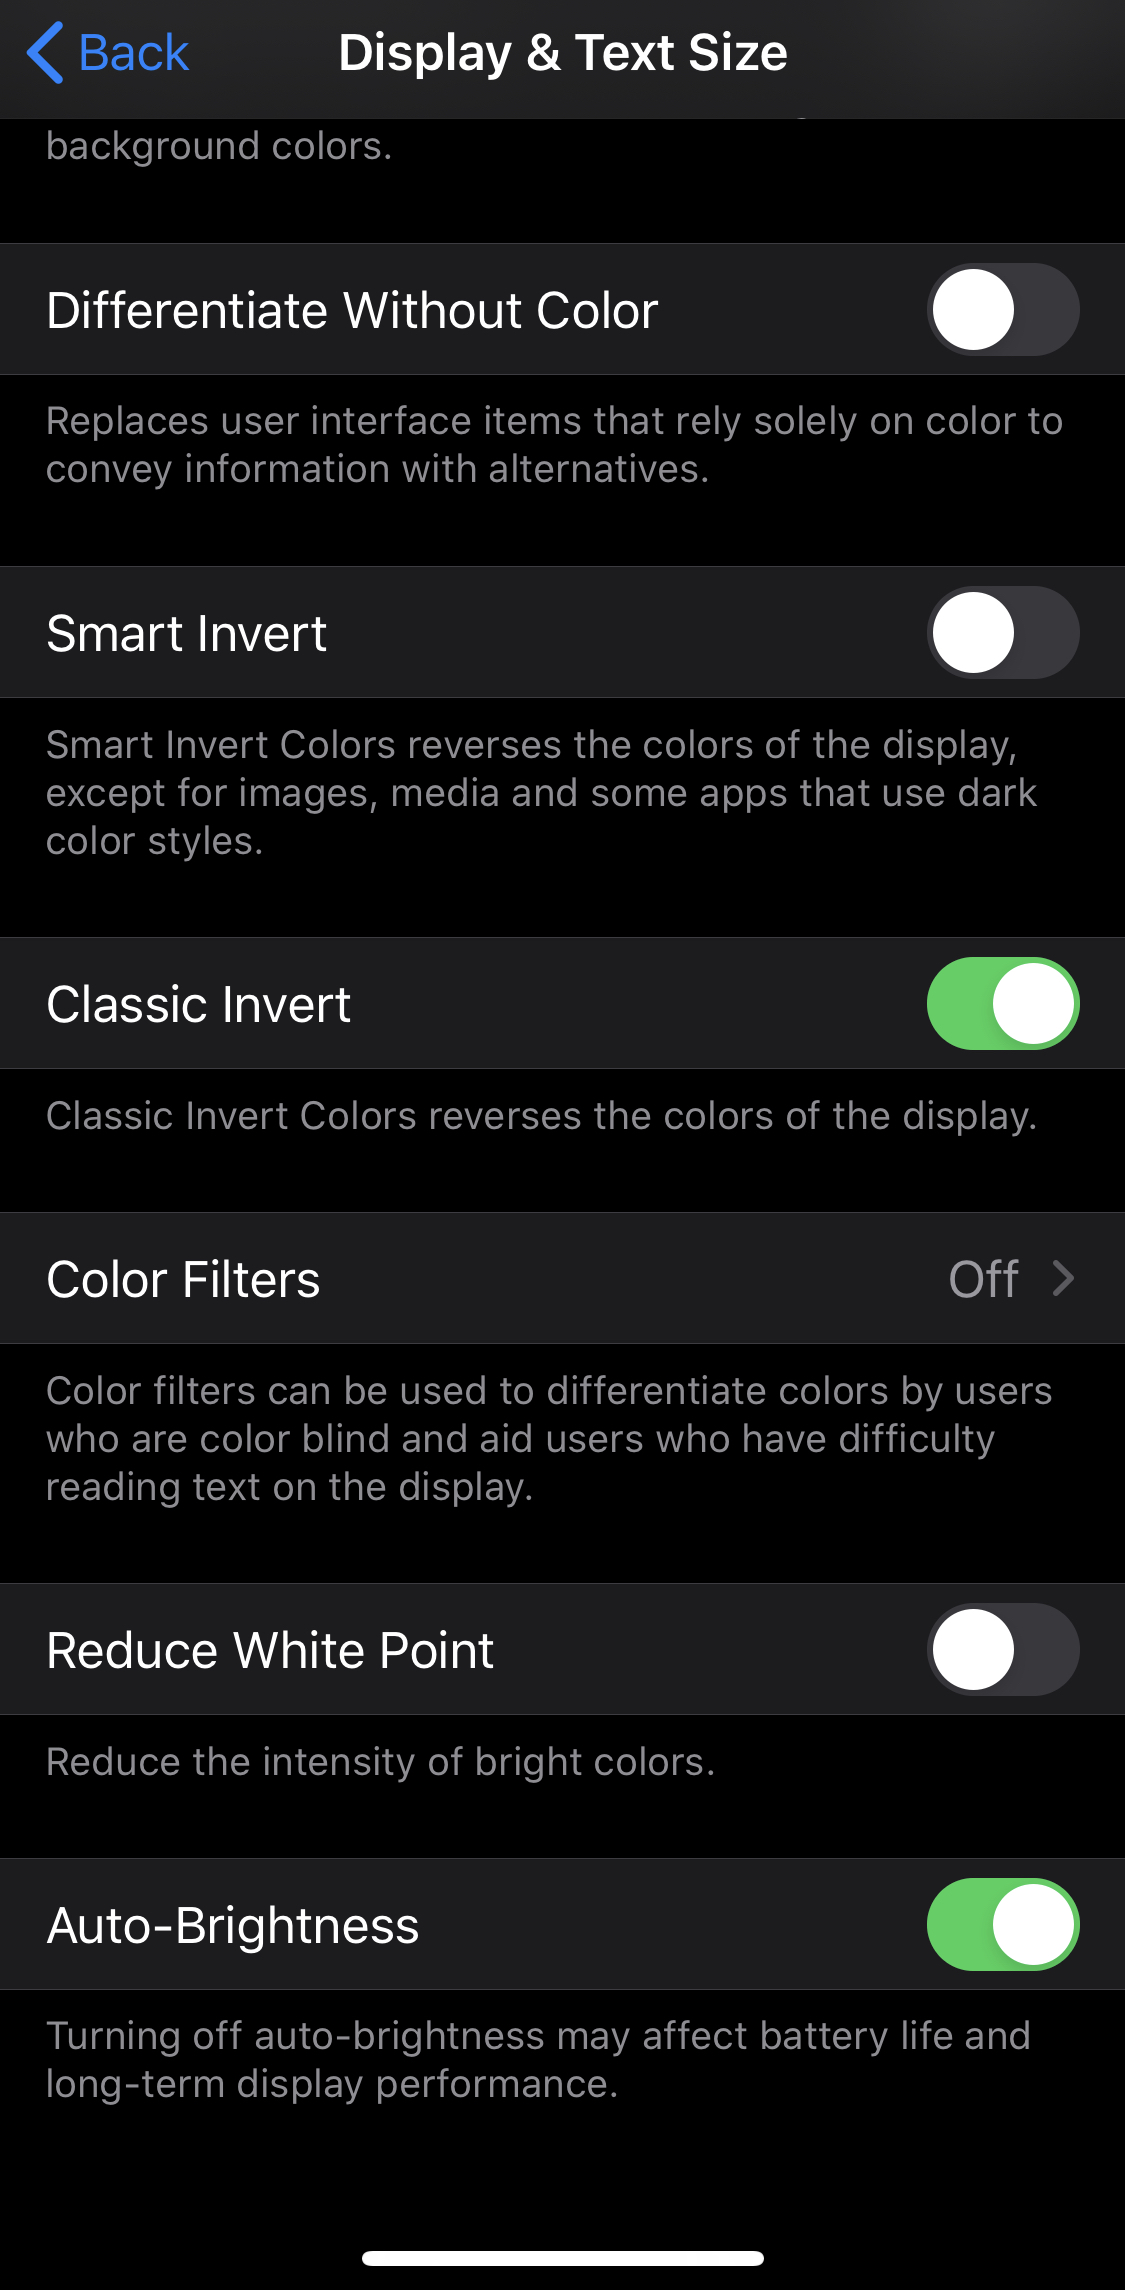 Back
Display & Text Size
background colors.
Differentiate Without Color
Replaces user interface items that rely solely on color to
convey information with alternatives.
Smart Invert
Smart Invert Colors reverses the colors of the display,
except for images, media and some apps that use dark
color styles.
Classic Invert
Classic Invert Colors reverses the colors of the display.
Color Filters
Off
Color filters can be used to differentiate colors by users
who are color blind and aid users who have difficulty
reading text on the display.
Reduce White Point
Reduce the intensity of bright colors.
Auto-Brightness
Turning off auto-brightness may affect battery life and
long-term display performance.